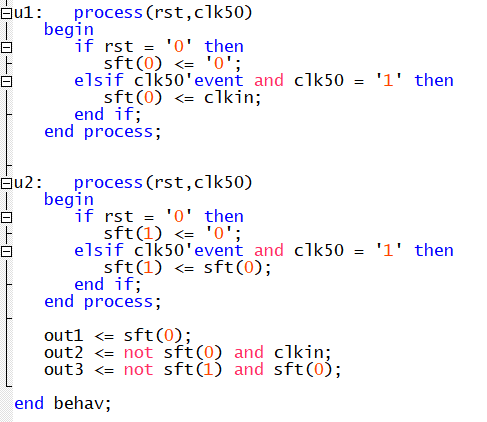 u1: process(rst,clk50)
begin
if rst = '0' then
sft(0) <= '0';
elsif clk50'event and clk50 = '1' then
sft(0) <= clkin;
end if;
end process;
u2: process(rst,clk50)
begin
if rst = '0' then
sft(1) <= '0';
elsif clk50'event and clk50 = '1' then
sft(1) <= sft(0);
end if;
end process;
out1 <= sft(0);
out2 <= not sft(0) and clkin;
out3 <= not sft(1) and sft(0);
end behav;